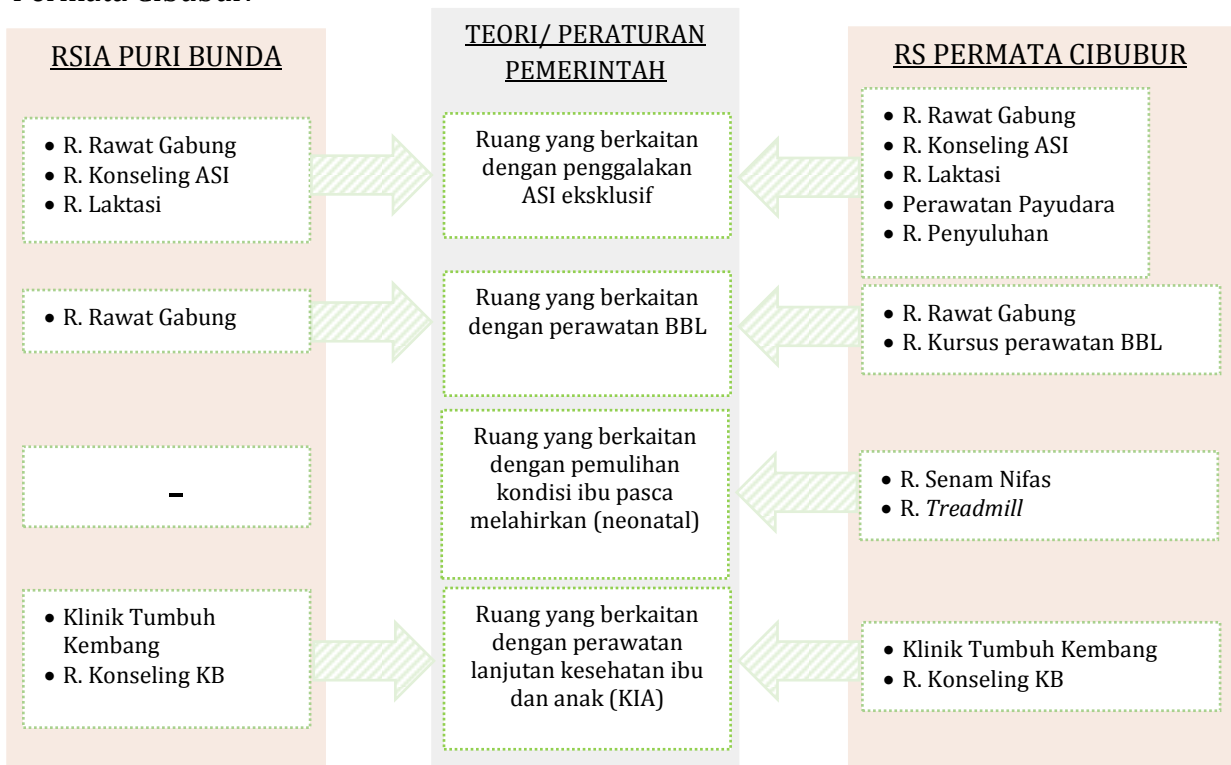 RSIA PURI BUNDA
• R. Rawat Gabung
• R. Konseling ASI
• R. Laktasi
• R. Rawat Gabung
-
• Klinik Tumbuh
Kembang
• R. Konseling KB
TEORI/ PERATURAN
PEMERINTAH
Ruang yang berkaitan
dengan penggalakan
ASI eksklusif
Ruang yang berkaitan
dengan perawatan BBL
Ruang yang berkaitan
dengan pemulihan
kondisi ibu pasca
melahirkan (neonatal)
Ruang yang berkaitan
dengan perawatan
lanjutan kesehatan ibu
dan anak (KIA)
RS PERMATA CIBUBUR
• R. Rawat Gabung
• R. Konseling ASI
• R. Laktasi
• Perawatan Payudara
• R. Penyuluhan
• R. Rawat Gabung
• R. Kursus perawatan BBL
• R. Senam Nifas
• R. Treadmill
• Klinik Tumbuh Kembang
• R. Konseling KB